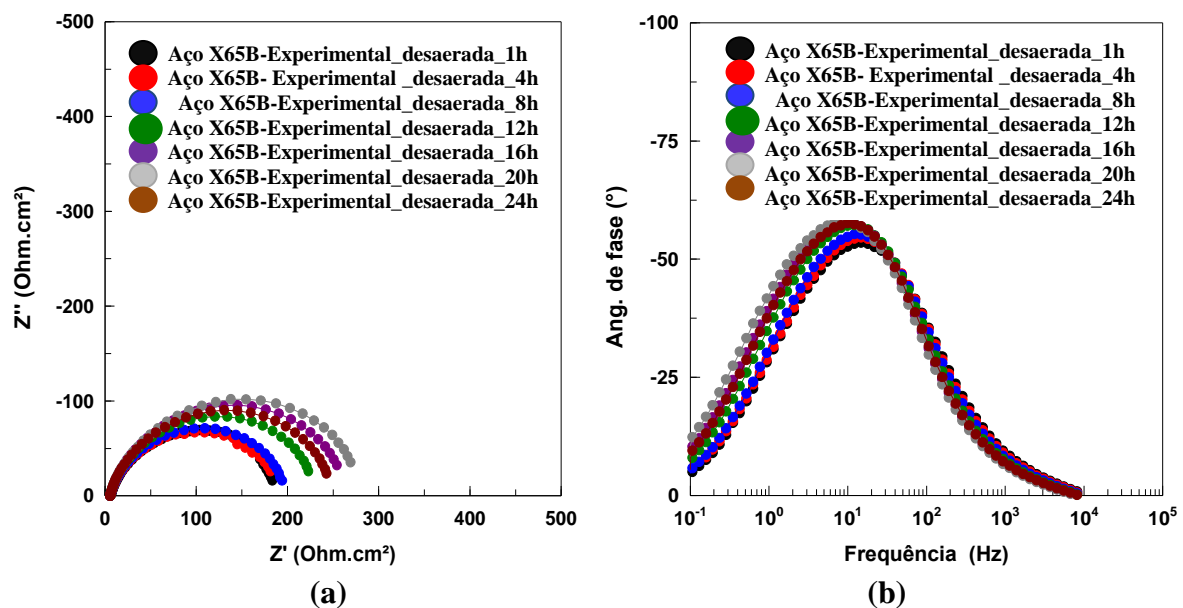 -500
-400
-300
-200
-100
0
Z'' (Ohm.cm²)
Aço X65B-Experimental_desaerada_1h
Aço X65B- Experimental _desaerada_4h
Aço X65B-Experimental_desaerada_8h
Aço X65B-Experimental_desaerada_12h
Aço X65B-Experimental_desaerada_16h
Aço X65B-Experimental_desaerada_20h
Aço X65B-Experimental_desaerada_24h
0 100 200 300 400 500
Z' (Ohm.cm²)
(a)
-100
-75
-50
-25
0
Ang. de fase (°)
Aço X65B-Experimental_desaerada_1h
Aço X65B- Experimental _desaerada_4h
Aço X65B-Experimental_desaerada_8h
Aço X65B-Experimental_desaerada_12h
Aço X65B-Experimental_desaerada_16h
Aço X65B-Experimental_desaerada_20h
Aço X65B-Experimental_desaerada_24h
10⁻¹ 10⁰ 10¹ 10² 10³ 10⁴ 10⁵
Frequência (Hz)
(b)